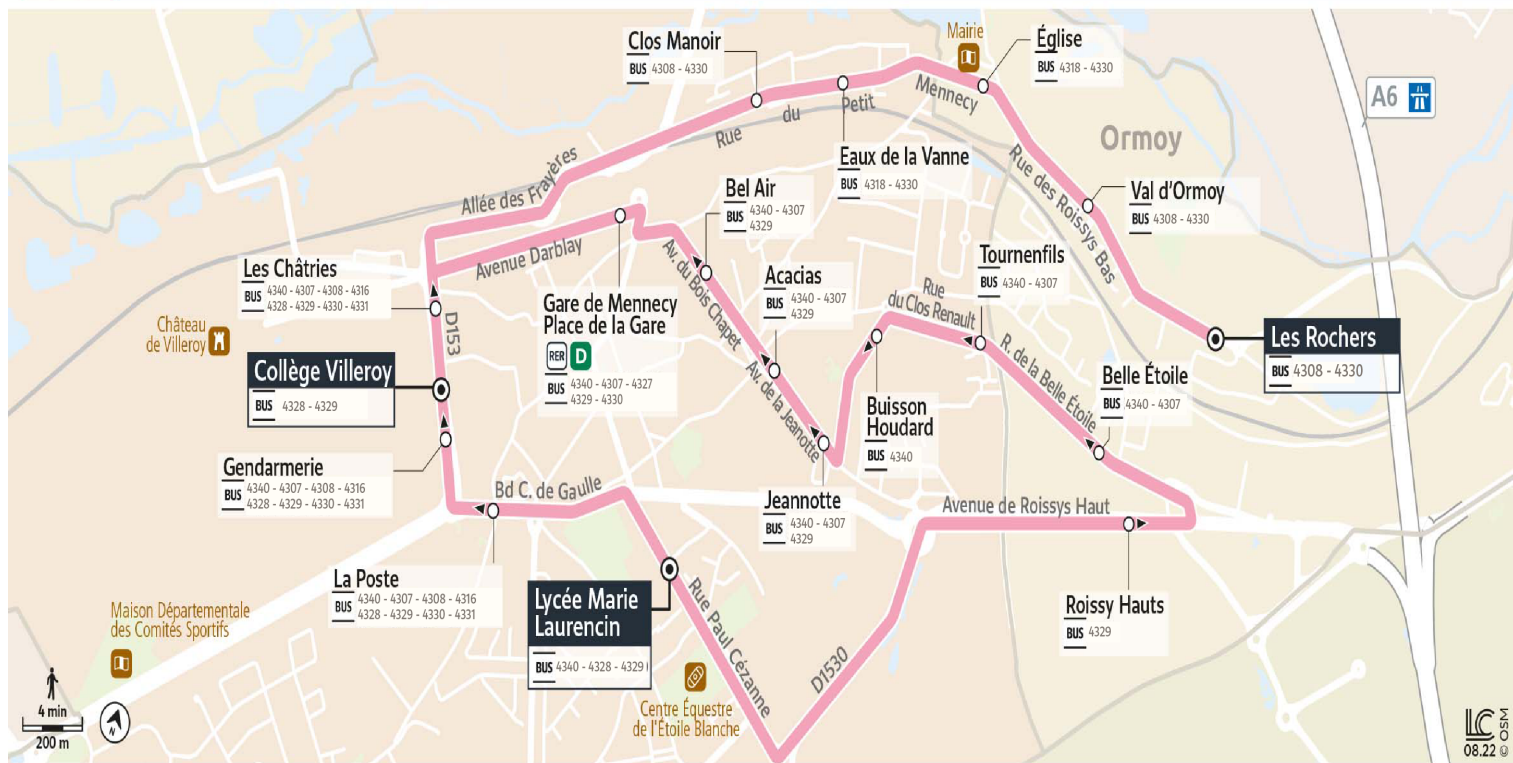 Clos Manoir
BUS 4308 - 4330
Mairie
Église
BUS 4318 - 4330
A6
Mennecy
Petit
du
Rue
Ormoy
Allée des Frayères
Eaux de la Vanne
BUS 4318 - 4330
Rue des Roissys Bas
Val d'Ormoy
BUS 4308 - 4330
Bel Air
BUS 4340 - 4307
4329
Avenue Darblay
Av. du Bois Chapet
Les Châtries
BUS 4340 - 4307 - 4308 - 4316
4328 - 4329 - 4330 - 4331
Acacias
BUS 4340 - 4307
4329
Tournenfils
BUS 4340 - 4307
Rue
du Clos Renault
Gare de Mennecy
Place de la Gare
RER D
BUS 4340 - 4307 - 4327
4329 - 4330
Château
de Villeroy
D153
Les Rochers
BUS 4308 - 4330
Collège Villeroy
BUS 4328 - 4329
R. de la Belle Étoile
Belle Étoile
BUS 4340 - 4307
Av. de la Jeanotte
Buisson
Houdard
BUS 4340
Gendarmerie
BUS 4340 - 4307 - 4308 - 4316
4328 - 4329 - 4330 - 4331
Bd C. de Gaulle
Jeannotte
BUS 4340 - 4307
4329
Avenue de Roissys Haut
La Poste
BUS 4340 - 4307 - 4308 - 4316
4328 - 4329 - 4330 - 4331
Lycée Marie
Laurencin
BUS 4340 - 4328 - 4329
Rue Paul Cézanne
Roissy Hauts
BUS 4329
Maison Départementale
des Comités Sportifs
D1530
Centre Équestre
de l'Étoile Blanche
4 min
200 m
N
LC
08.22 © OSM